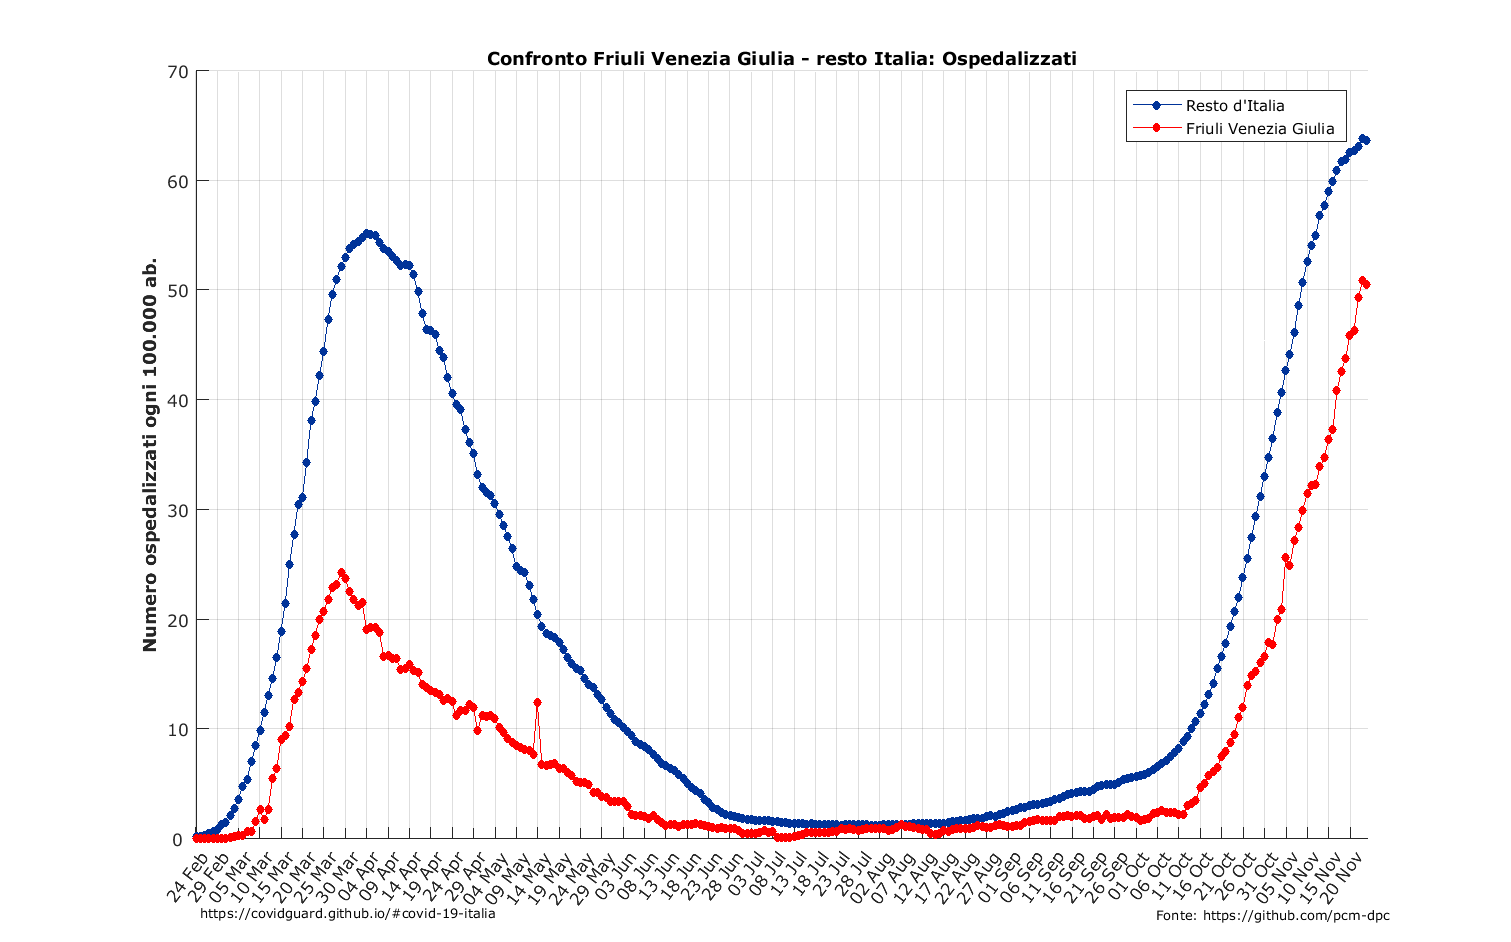 Confronto Friuli Venezia Giulia - resto Italia: Ospedalizzati
Resto d'Italia
Friuli Venezia Giulia
Numero ospedalizzati ogni 100.000 ab.
70
60
50
40
30
20
10
0
24 Feb
29 Feb
05 Mar
10 Mar
15 Mar
20 Mar
25 Mar
30 Mar
04 Apr
09 Apr
14 Apr
19 Apr
24 Apr
29 Apr
04 May
09 May
14 May
19 May
24 May
29 May
03 Jun
08 Jun
13 Jun
18 Jun
23 Jun
28 Jun
03 Jul
08 Jul
13 Jul
18 Jul
23 Jul
28 Jul
02 Aug
07 Aug
12 Aug
17 Aug
22 Aug
27 Aug
01 Sep
06 Sep
11 Sep
16 Sep
21 Sep
26 Sep
01 Oct
06 Oct
11 Oct
16 Oct
21 Oct
26 Oct
31 Oct
05 Nov
10 Nov
15 Nov
20 Nov
https://covidguard.github.io/#covid-19-italia
Fonte: https://github.com/pcm-dpc